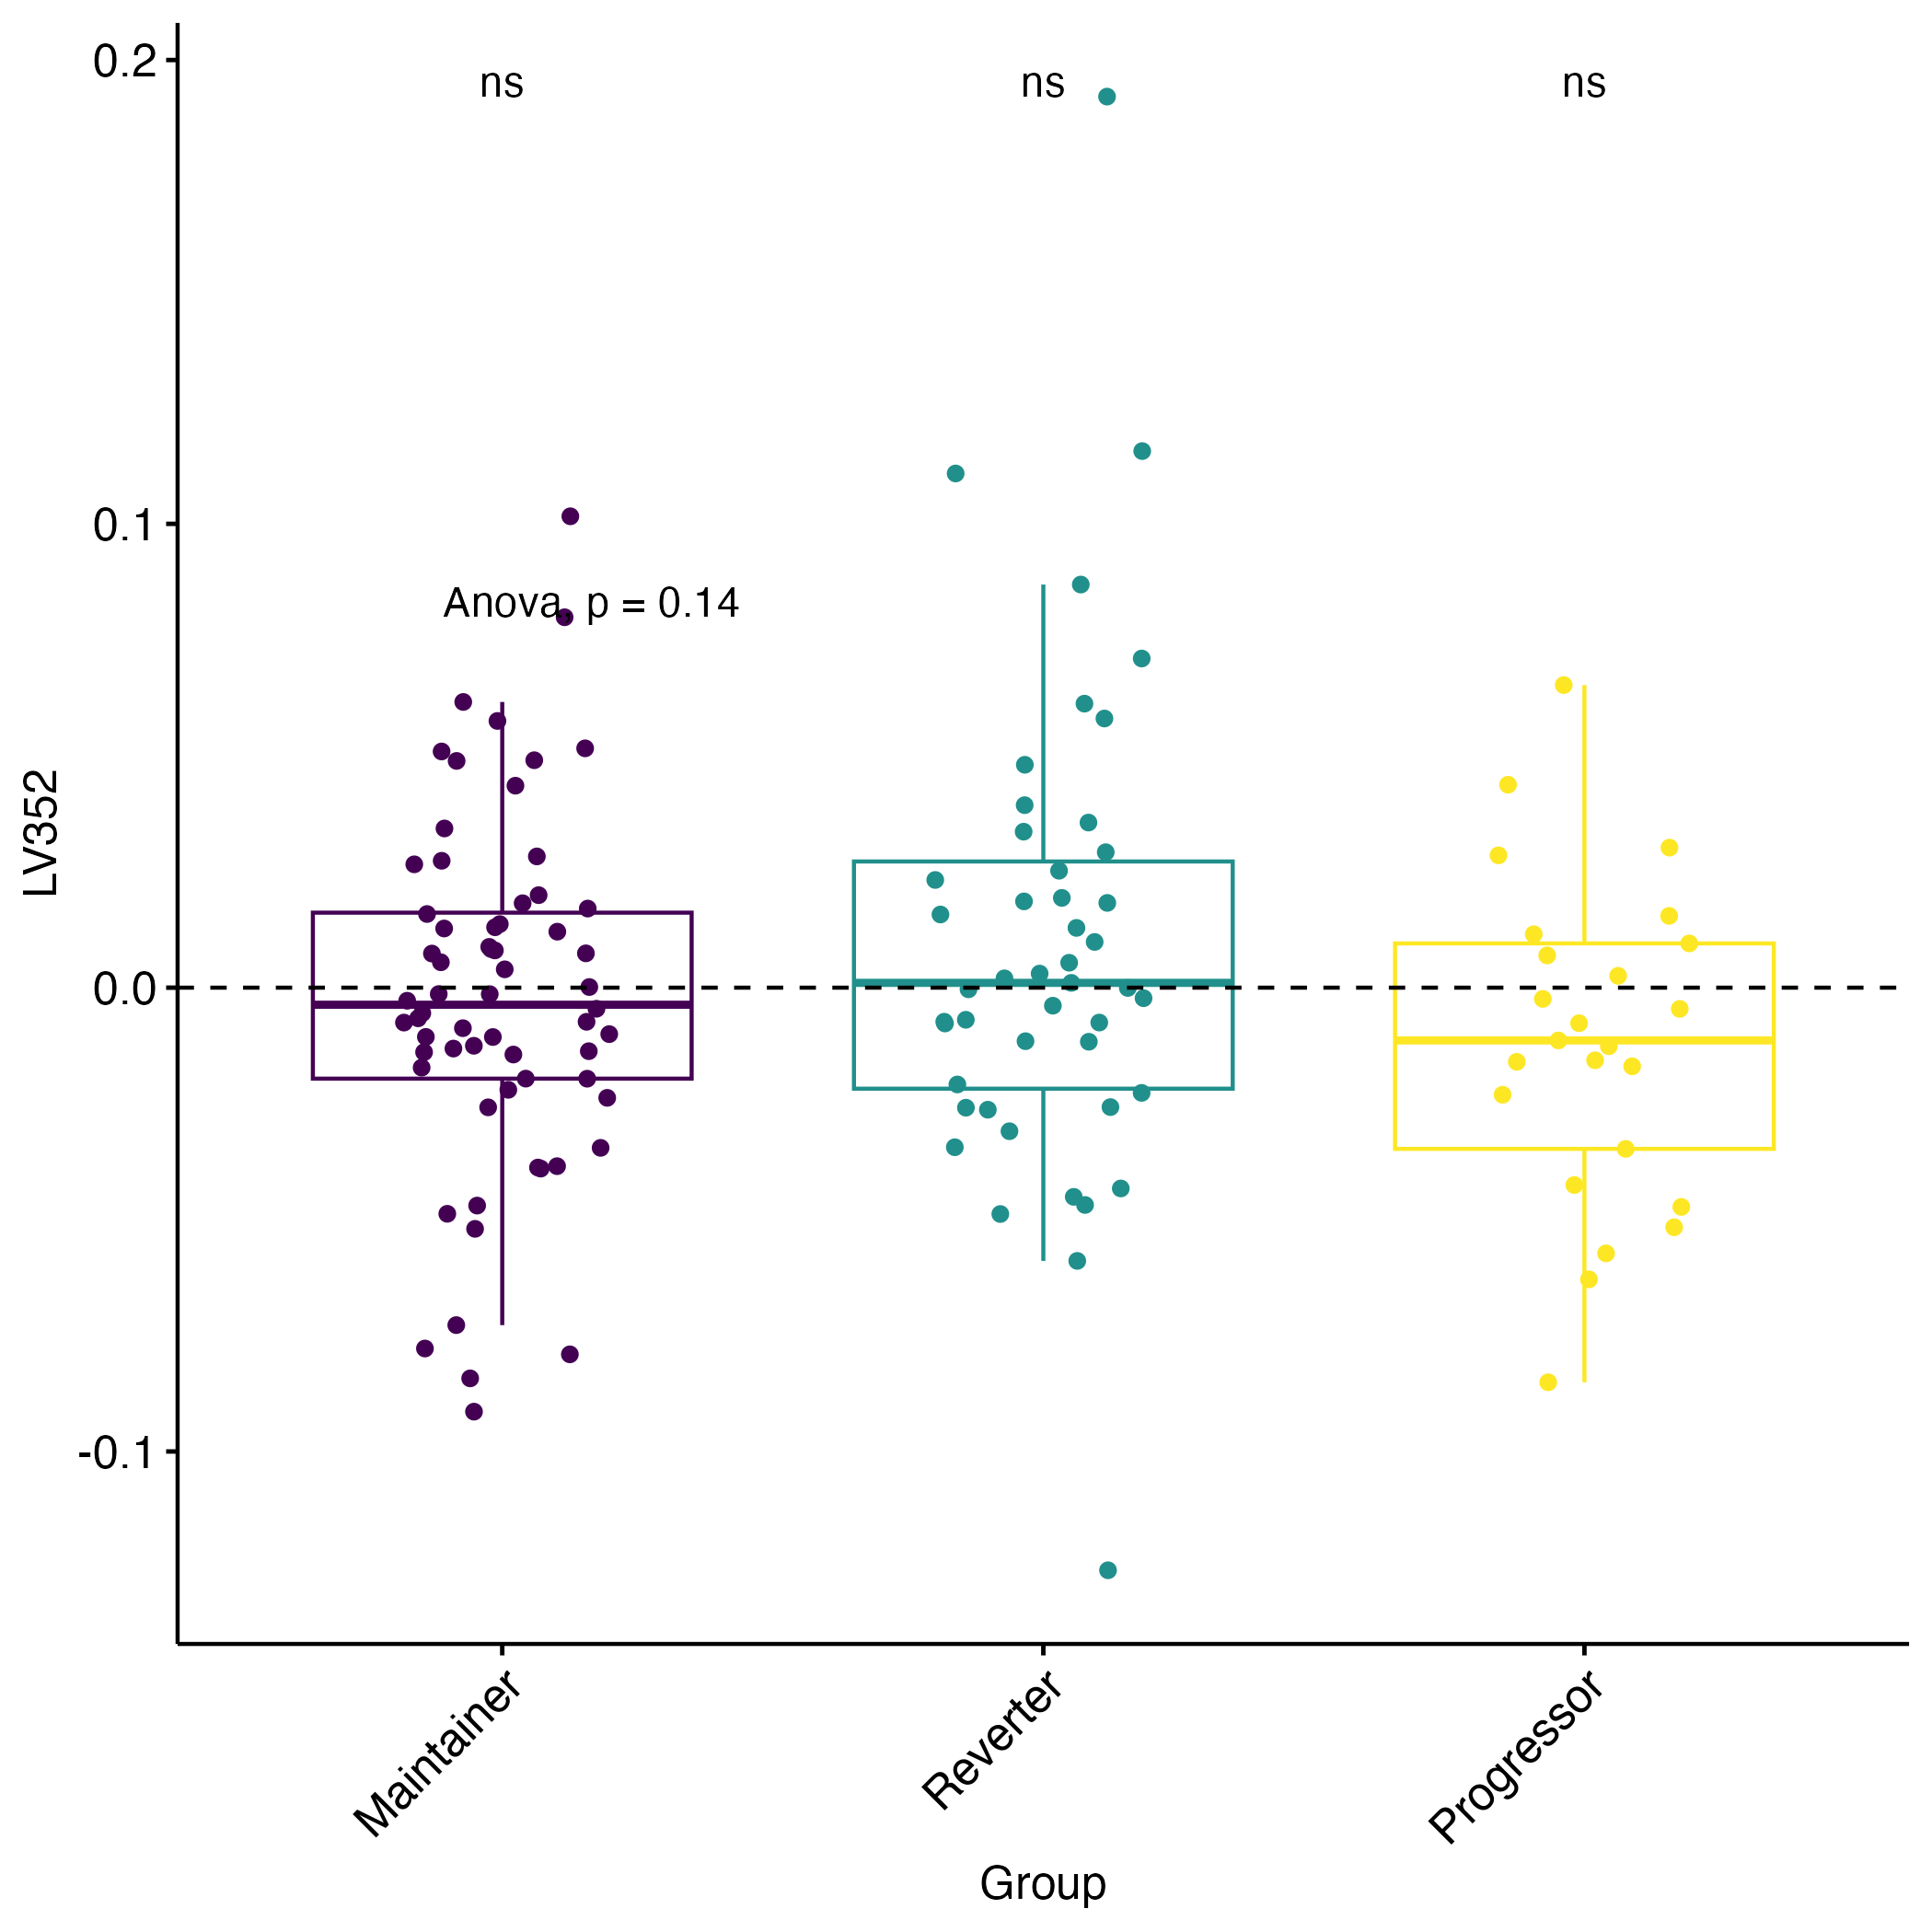 0.2
ns
ns
ns
0.1
Anova, p = 0.14
LV352
0.0
-0.1
Maintainer
Reverter
Progressor
Group